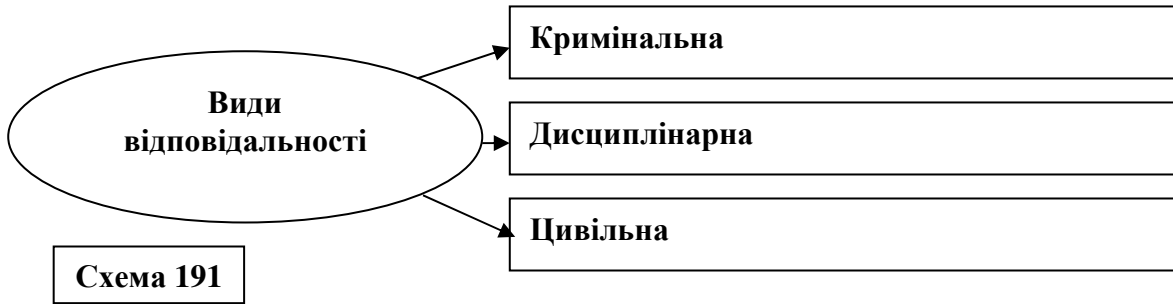 Види
відповідальності
Кримінальна
Дисциплінарна
Цивільна
Схема 191